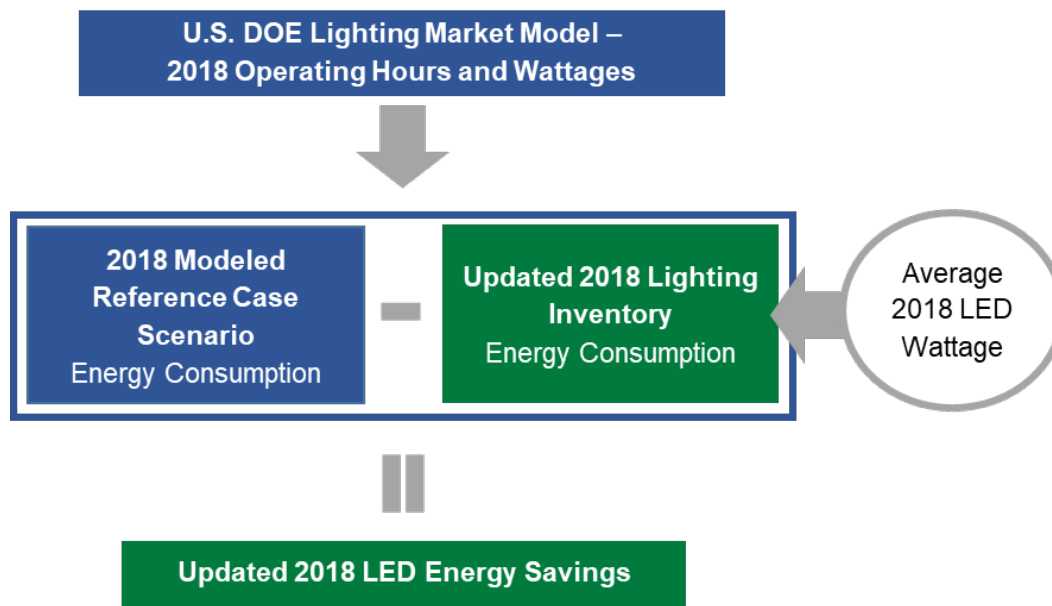 U.S. DOE Lighting Market Model –
2018 Operating Hours and Wattages
2018 Modeled
Reference Case
Scenario
Energy Consumption
Updated 2018 Lighting
Inventory
Energy Consumption
Average
2018 LED
Wattage
Updated 2018 LED Energy Savings